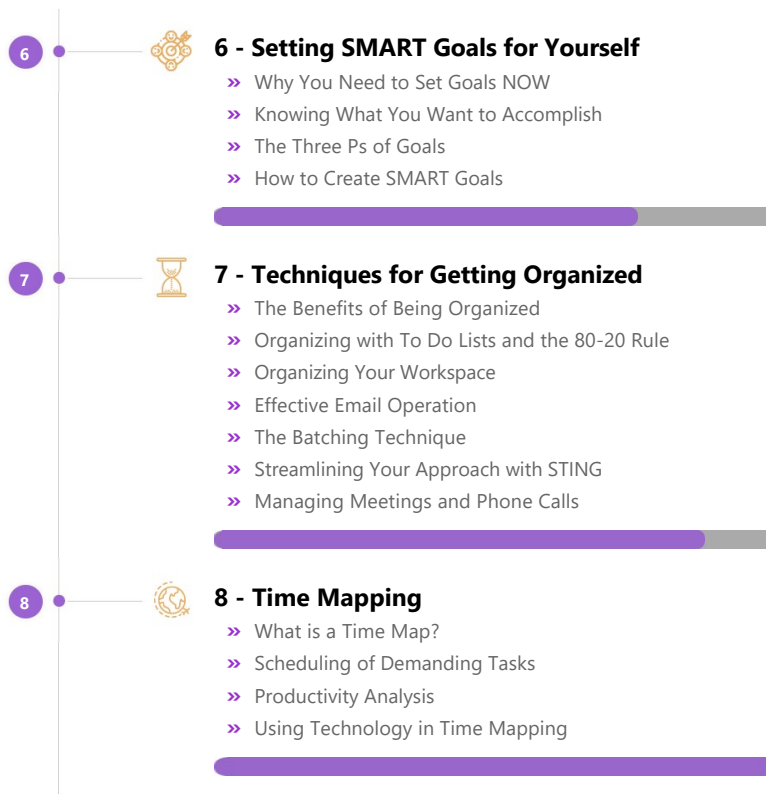 6
6 - Setting SMART Goals for Yourself
» Why You Need to Set Goals NOW
» Knowing What You Want to Accomplish
» The Three Ps of Goals
» How to Create SMART Goals
7
7 - Techniques for Getting Organized
» The Benefits of Being Organized
» Organizing with To Do Lists and the 80-20 Rule
» Organizing Your Workspace
» Effective Email Operation
» The Batching Technique
» Streamlining Your Approach with STING
» Managing Meetings and Phone Calls
8
8 - Time Mapping
» What is a Time Map?
» Scheduling of Demanding Tasks
» Productivity Analysis
» Using Technology in Time Mapping